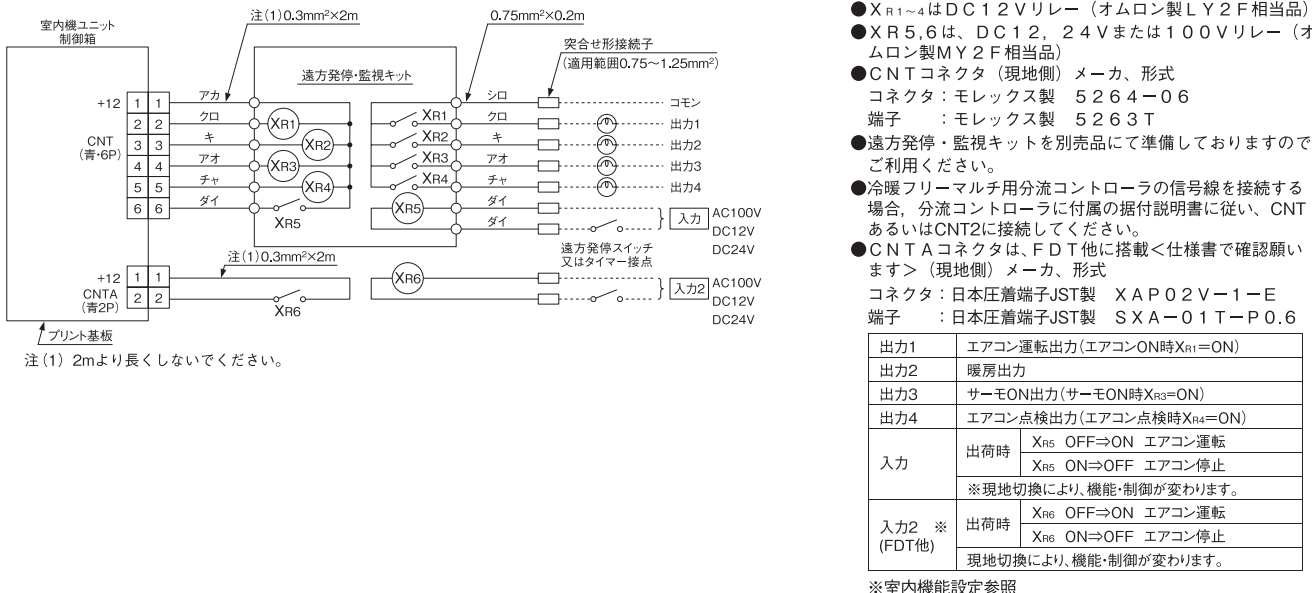 注(1)0.3mm²×2m
0.75mm²×0.2m
室内機ユニット
制御箱
突合せ形接続子
(適用範囲0.75〜1.25mm²)
遠方発停・監視キット
+12 1 1 アカ シロ コモン
2 2 クロ XR1 XR1 クロ 出力1
CNT 3 3 キ XR2 XR2 キ 出力2
(青・6P) 4 4 アオ XR3 XR3 アオ 出力3
5 5 チャ XR4 XR4 チャ 出力4
6 6 ダイ XR5 XR5 ダイ 入力 AC100V
ダイ DC12V
DC24V
遠方発停スイッチ
又はタイマー接点
注(1)0.3mm²×2m
+12 1 1 XR6 入力2 AC100V
CNTA 2 2 XR6 DC12V
(青2P) DC24V
プリント基板
注(1) 2mより長くしないでください。
●XR1〜4はDC12Vリレー(オムロン製LY2F相当品)
●XR5,6は、DC12,24Vまたは100Vリレー(オ
ムロン製MY2F相当品)
●CNTコネクタ(現地側)メーカ、形式
コネクタ:モレックス製 5264-06
端子 :モレックス製 5263T
●遠方発停・監視キットを別売品にて準備しておりますので
ご利用ください。
●冷暖フリーマルチ用分流コントローラの信号線を接続する
場合,分流コントローラに付属の据付説明書に従い、CNT
あるいはCNT2に接続してください。
●CNTAコネクタは、FDT他に搭載<仕様書で確認願い
ます>(現地側)メーカ、形式
コネクタ:日本圧着端子JST製 XAP02V-1-E
端子 :日本圧着端子JST製 SXA-01T-P0.6
出力1 エアコン運転出力(エアコンON時XR1=ON)
出力2 暖房出力
出力3 サーモON出力(サーモON時XR3=ON)
出力4 エアコン点検出力(エアコン点検時XR4=ON)
入力 出荷時 XR5 OFF⇒ON エアコン運転
XR5 ON⇒OFF エアコン停止
※現地切換により、機能・制御が変わります。
入力2 ※ (FDT他) 出荷時 XR6 OFF⇒ON エアコン運転
XR6 ON⇒OFF エアコン停止
現地切換により、機能・制御が変わります。
※室内機能設定参照